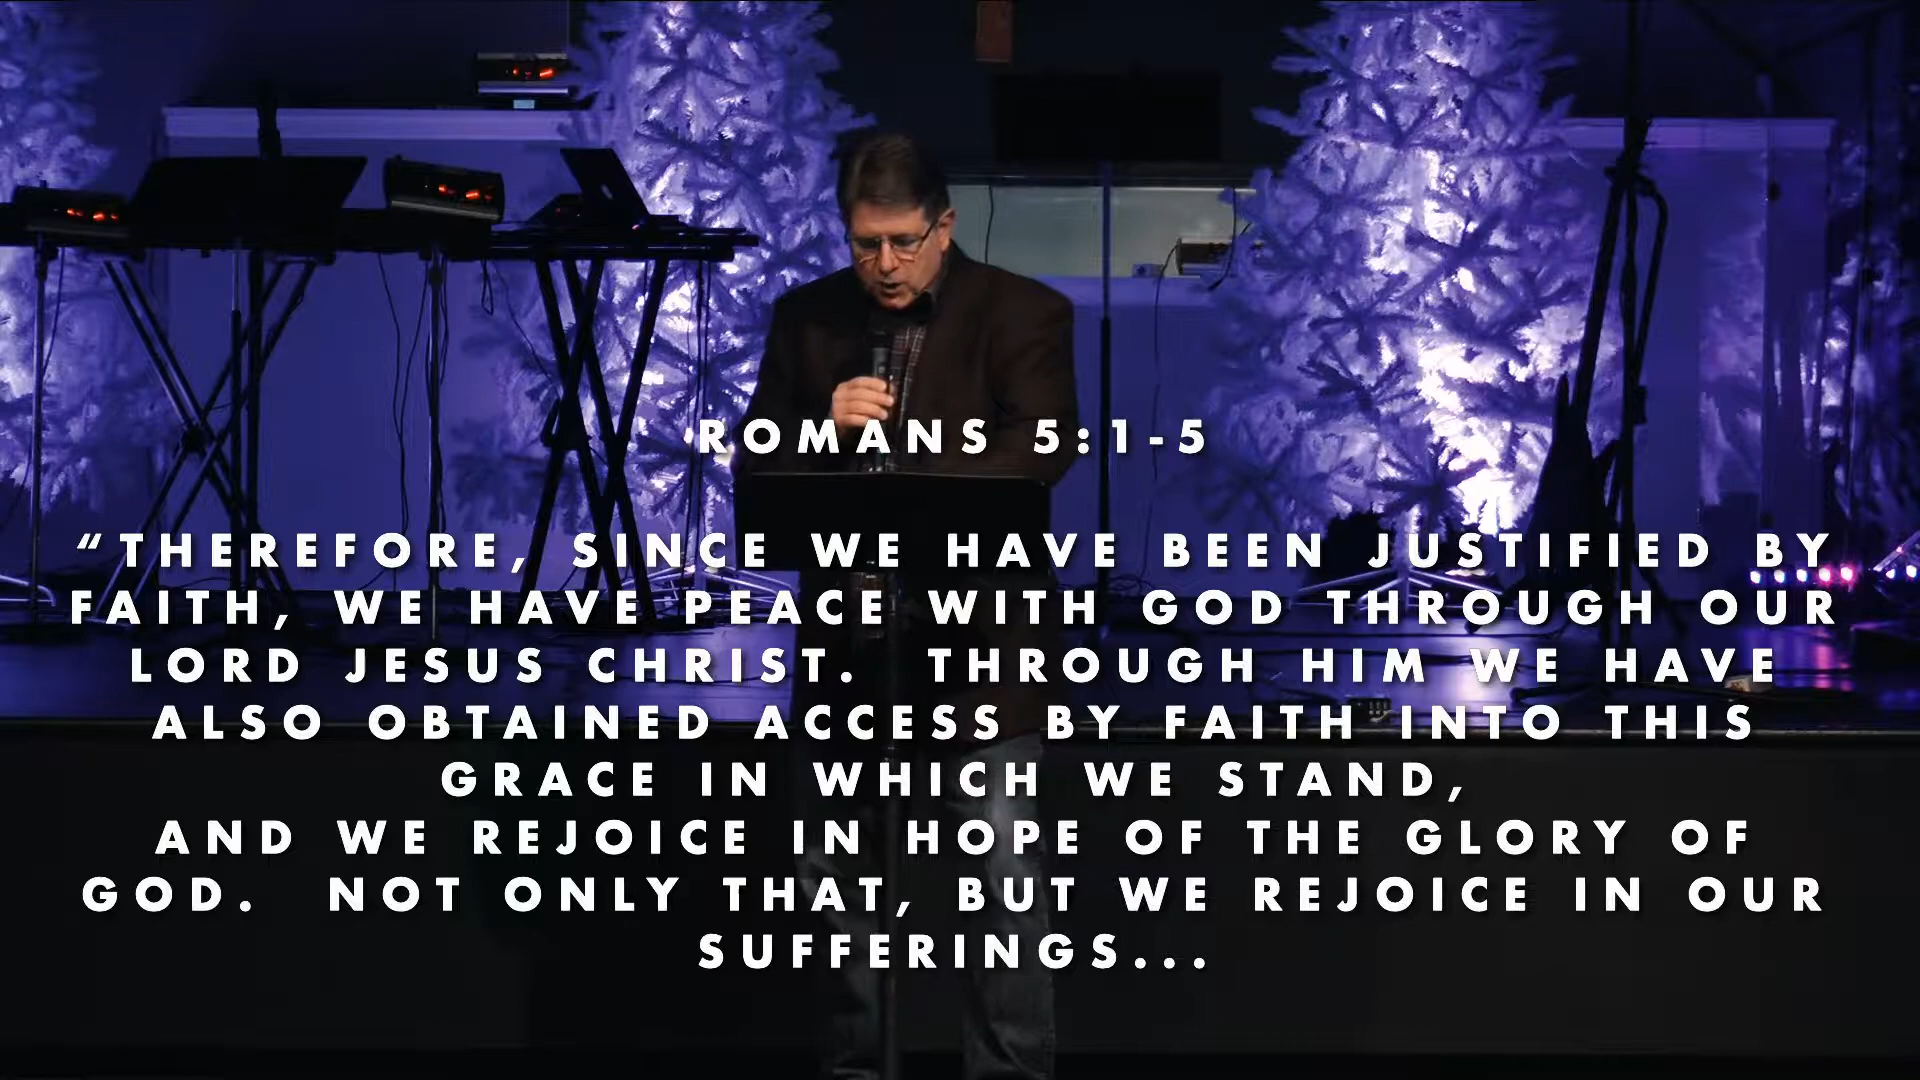 ROMANS 5:1-5
“THEREFORE, SINCE WE HAVE BEEN JUSTIFIED BY
FAITH, WE HAVE PEACE WITH GOD THROUGH OUR
LORD JESUS CHRIST. THROUGH HIM WE HAVE
ALSO OBTAINED ACCESS BY FAITH INTO THIS
GRACE IN WHICH WE STAND,
AND WE REJOICE IN HOPE OF THE GLORY OF
GOD. NOT ONLY THAT, BUT WE REJOICE IN OUR
SUFFERINGS...